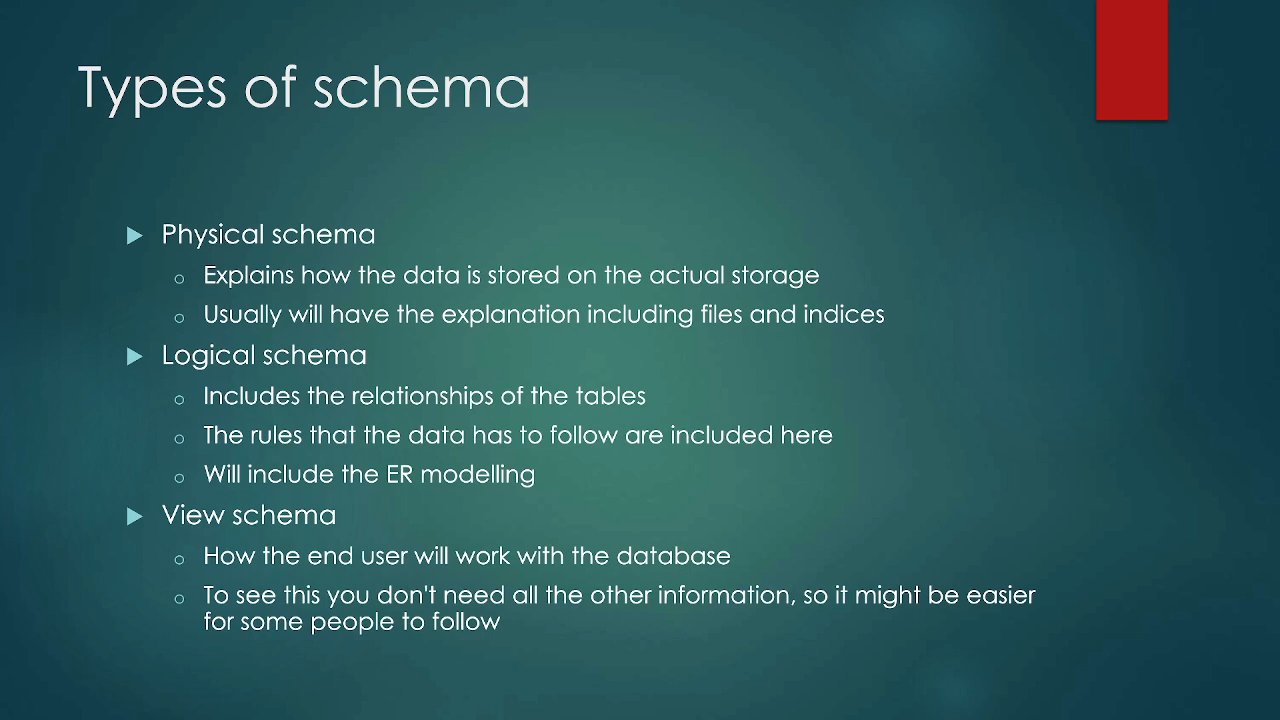 Types of schema
Physical schema
Explains how the data is stored on the actual storage
Usually will have the explanation including files and indices
Logical schema
Includes the relationships of the tables
The rules that the data has to follow are included here
Will include the ER modelling
View schema
How the end user will work with the database
To see this you don't need all the other information, so it might be easier
for some people to follow